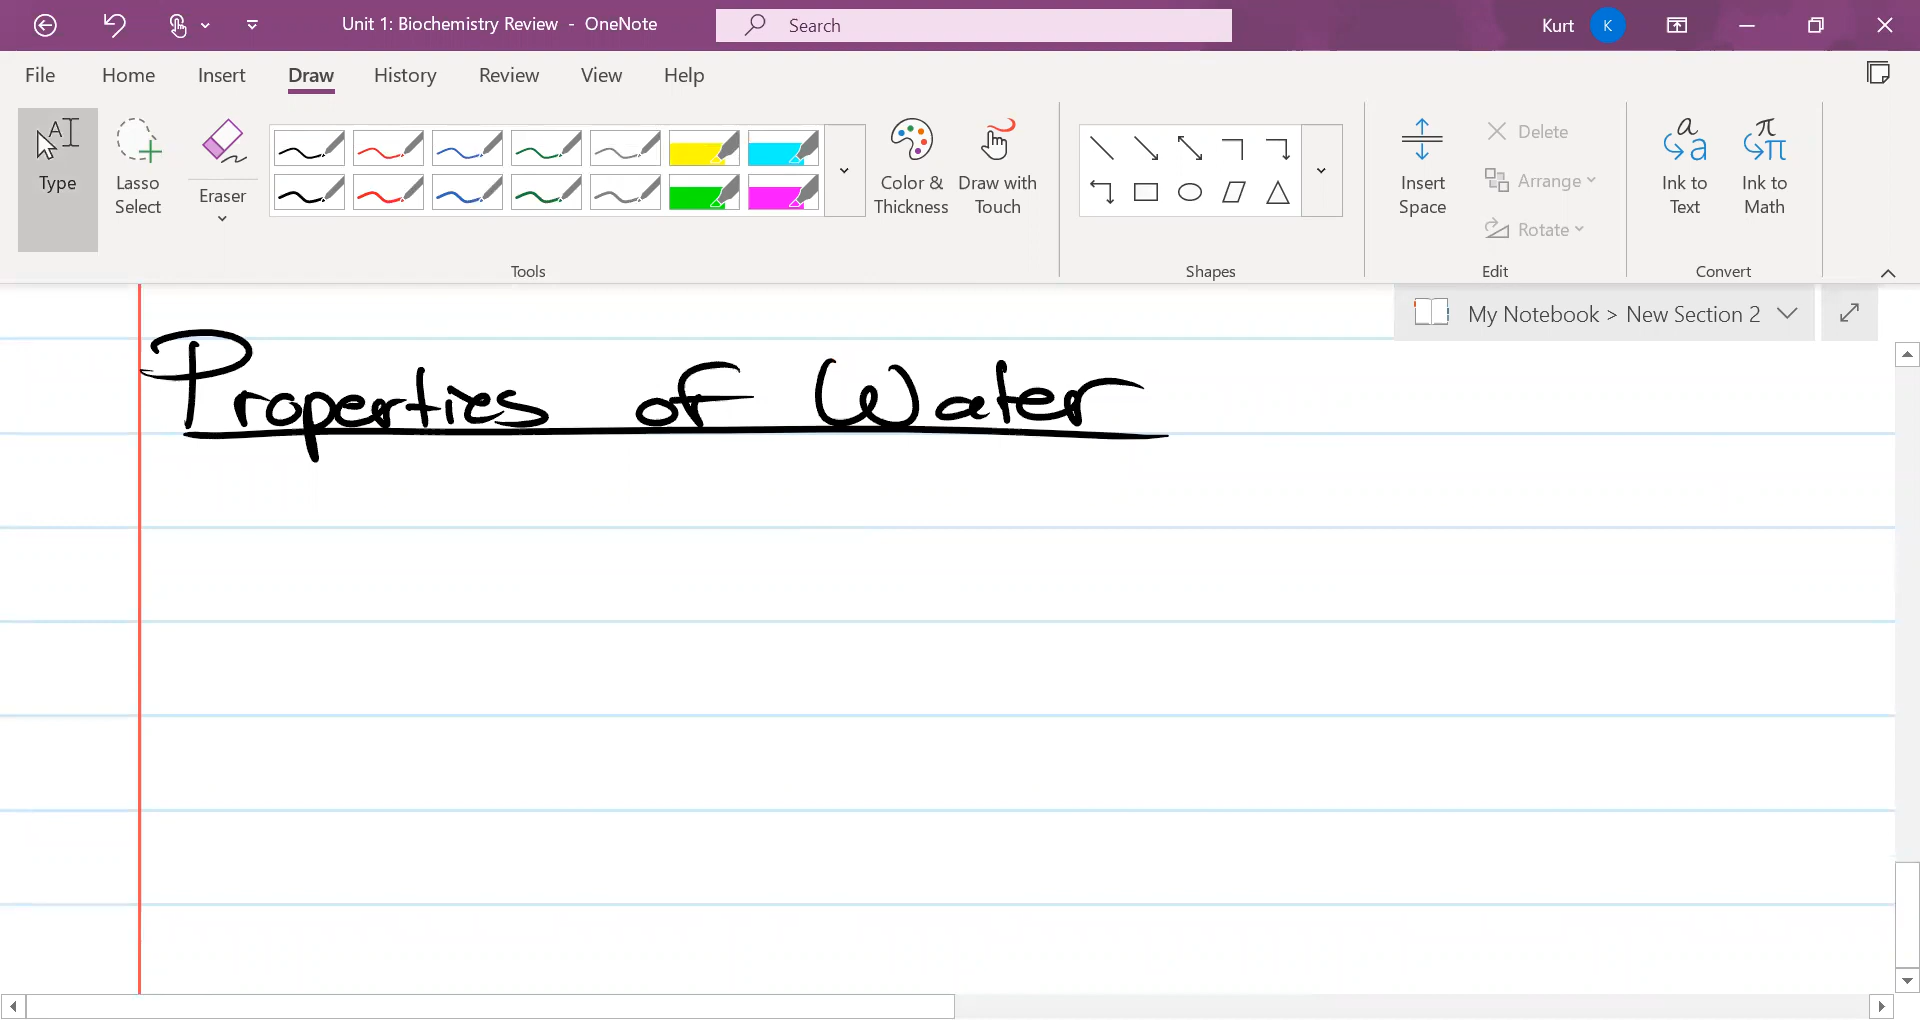 Unit 1: Biochemistry Review - OneNote
Search
Kurt
K
File Home Insert Draw History Review View Help
Type
Lasso Select
Eraser
Color & Thickness
Draw with Touch
Insert Space
Delete
Arrange
Rotate
Ink to Text
Ink to Math
Tools Shapes Edit Convert
My Notebook > New Section 2
Properties of Water